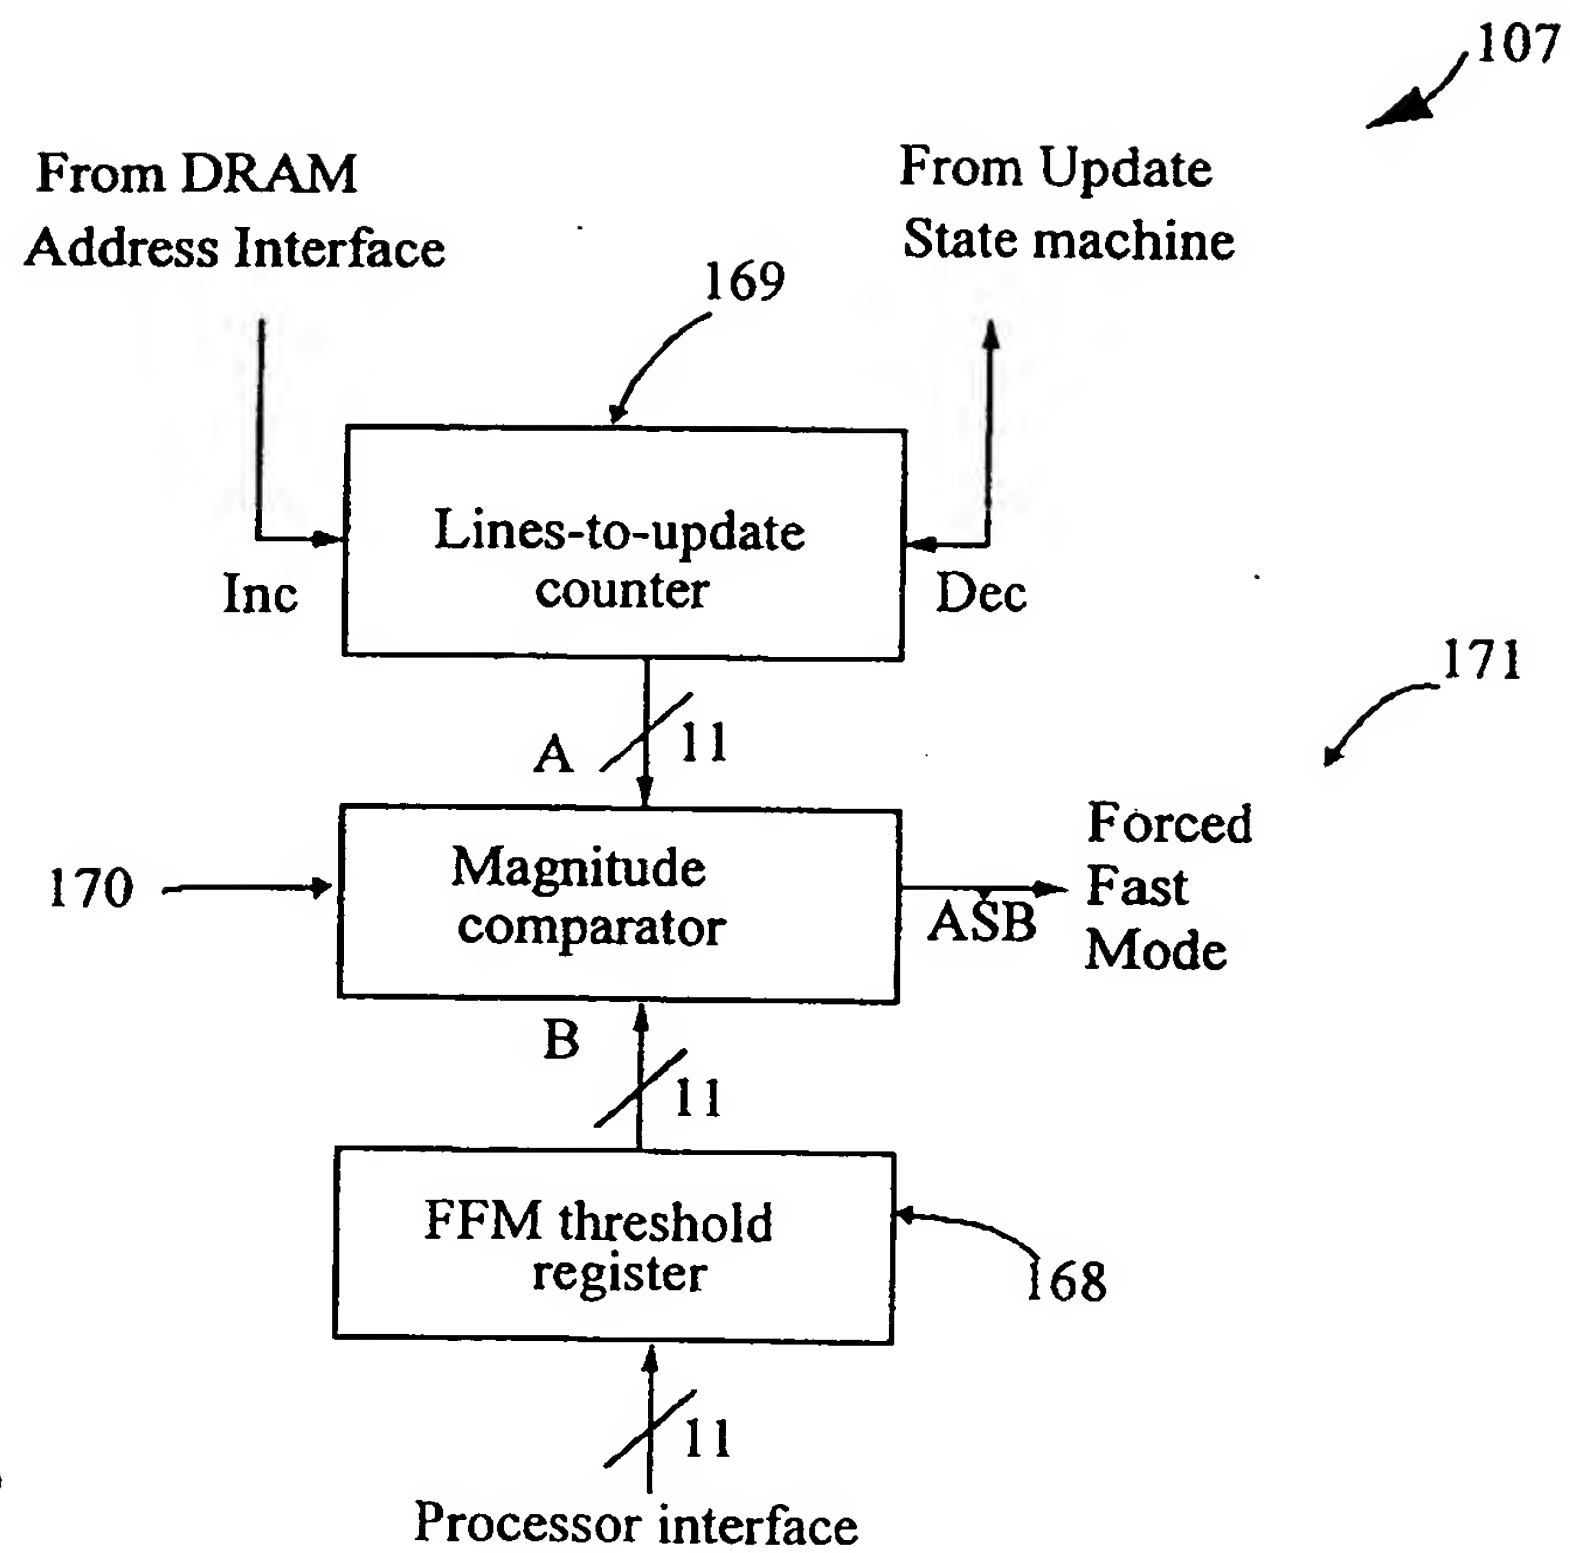 107
From DRAM
Address Interface
From Update
State machine
169
Lines-to-update
counter
Inc
Dec
171
A
11
Forced
Fast
Mode
170
Magnitude
comparator
ASB
B
11
FFM threshold
register
168
11
Processor interface